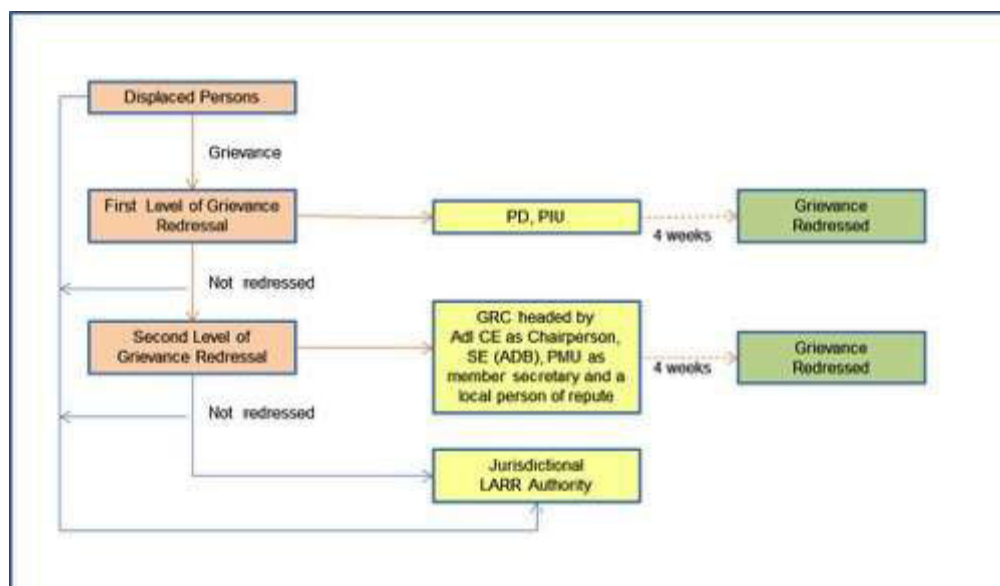 Displaced Persons
Grievance
First Level of Grievance
Redressal
PD, PIU
4 weeks
Grievance
Redressed
Not redressed
Second Level of
Grievance Redressal
GRC headed by
Adl CE as Chairperson,
SE (ADB), PMU as
member secretary and a
local person of repute
4 weeks
Grievance
Redressed
Not redressed
Jurisdictional
LARR Authority